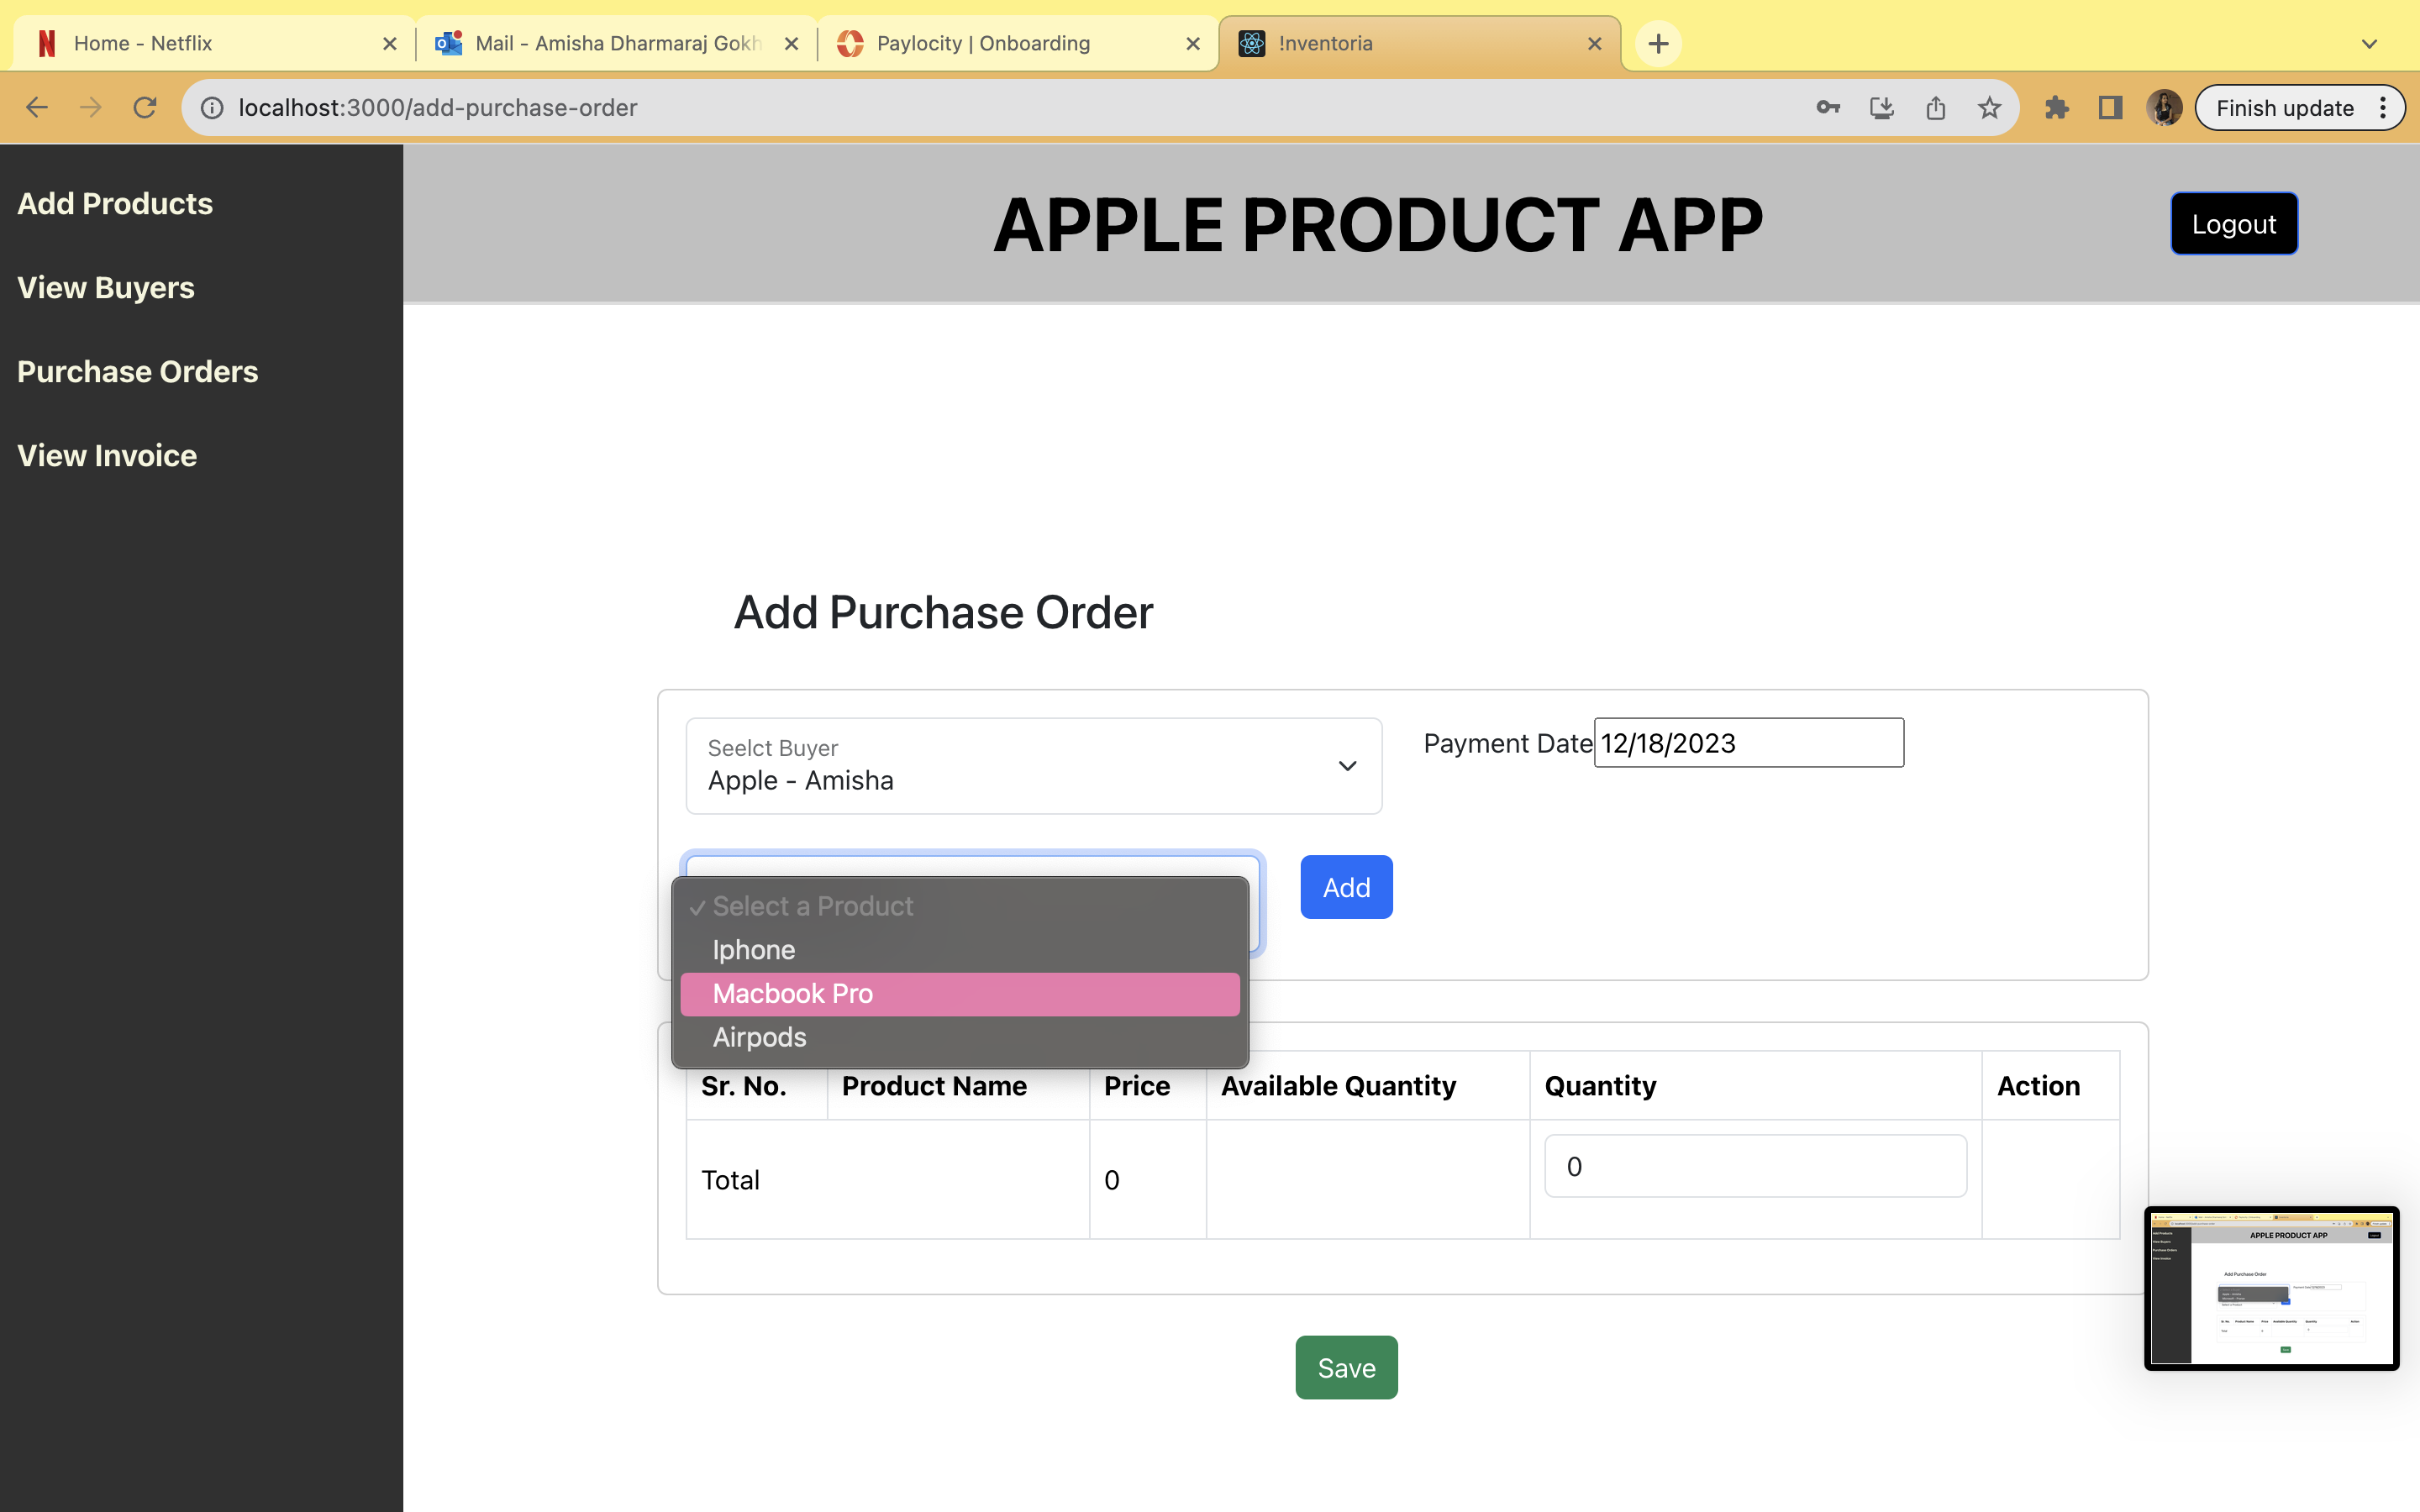 Home - Netflix
Mail - Amisha Dharmaraj Gokh
Paylocity | Onboarding
!nventoria
localhost:3000/add-purchase-order
Finish update
Add Products
View Buyers
Purchase Orders
View Invoice
APPLE PRODUCT APP
Logout
Add Purchase Order
Seelct Buyer
Apple - Amisha
Payment Date 12/18/2023
✓ Select a Product
Iphone
Macbook Pro
Airpods
Add
Sr. No. Product Name Price Available Quantity Quantity Action
Total 0 0
Save
APPLE PRODUCT APP
Add Purchase Order